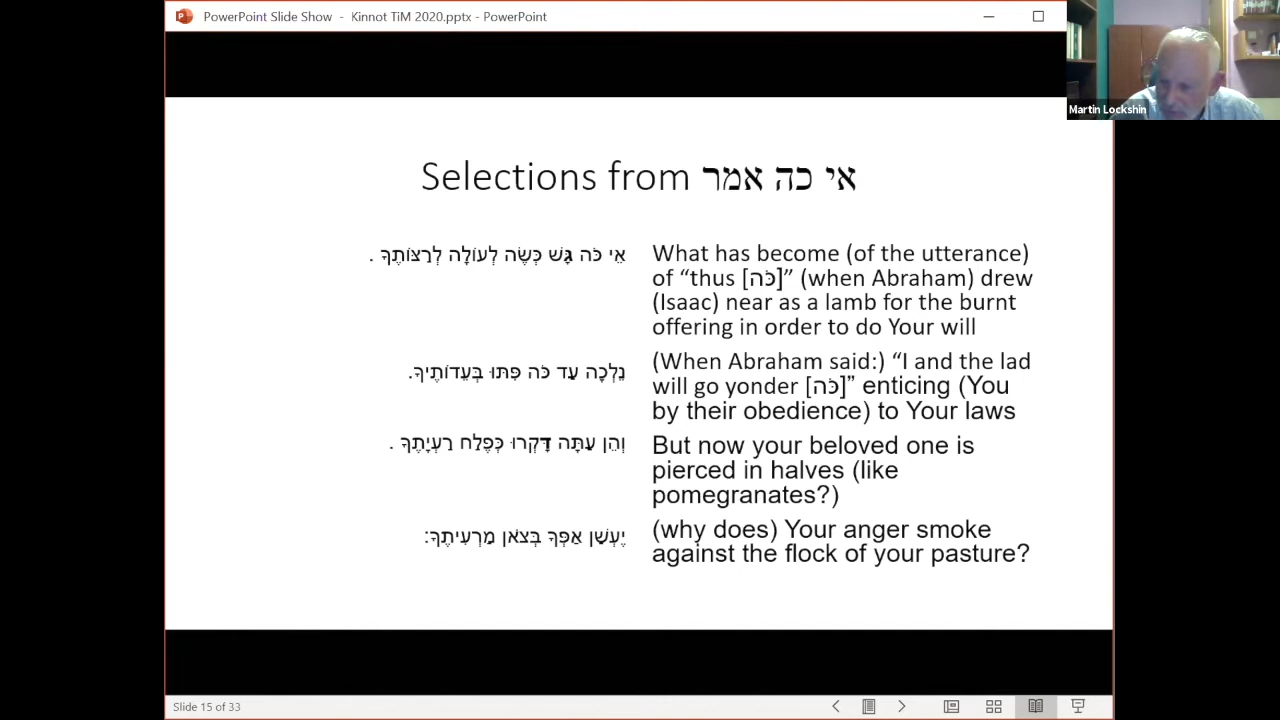 PowerPoint Slide Show - Kinnot TiM 2020.pptx - PowerPoint
Martin Lockshin
Selections from אי כה אמר
אֵי כֹּה גָּשׁ כְּשֶׂה לְעוֹלָה לְרַצּוֹתֶךָ .
What has become (of the utterance)
of “thus [כֹּה]” (when Abraham) drew
(Isaac) near as a lamb for the burnt
offering in order to do Your will
נֵלְכָה עַד כֹּה פִּתּוּ בְּעֵדוֹתֶיךָ.
(When Abraham said:) “I and the lad
will go yonder [כֹּה]” enticing (You
by their obedience) to Your laws
וְהֵן עַתָּה דָּקְרוּ כְּפֶלַח רַעְיָתֶךָ .
But now your beloved one is
pierced in halves (like
pomegranates?)
יֶעְשַׁן אַפְּךָ בְּצֹאן מַרְעִיתֶךָ:
(why does) Your anger smoke
against the flock of your pasture?
Slide 15 of 33